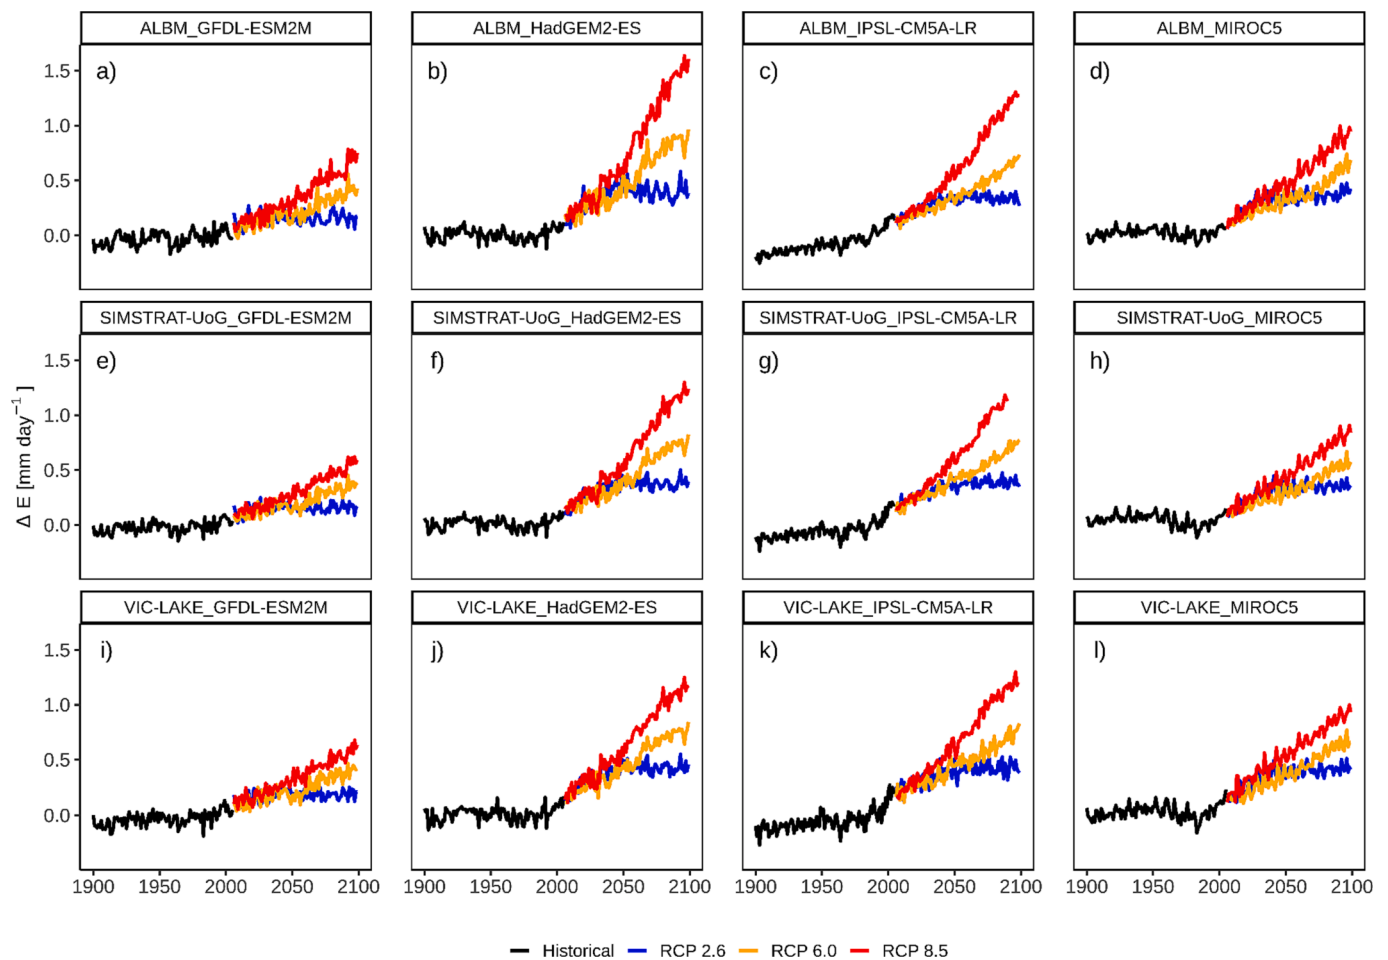 ALBM_GFDL-ESM2M ALBM_HadGEM2-ES ALBM_IPSL-CM5A-LR ALBM_MIROC5
a) b) c) d)
1.5
1.0
0.5
0.0
SIMSTRAT-UoG_GFDL-ESM2M SIMSTRAT-UoG_HadGEM2-ES SIMSTRAT-UoG_IPSL-CM5A-LR SIMSTRAT-UoG_MIROC5
e) f) g) h)
1.5
1.0
0.5
0.0
Δ E [mm day⁻¹ ]
VIC-LAKE_GFDL-ESM2M VIC-LAKE_HadGEM2-ES VIC-LAKE_IPSL-CM5A-LR VIC-LAKE_MIROC5
i) j) k) l)
1.5
1.0
0.5
0.0
1900 1950 2000 2050 2100 1900 1950 2000 2050 2100 1900 1950 2000 2050 2100 1900 1950 2000 2050 2100
Historical RCP 2.6 RCP 6.0 RCP 8.5